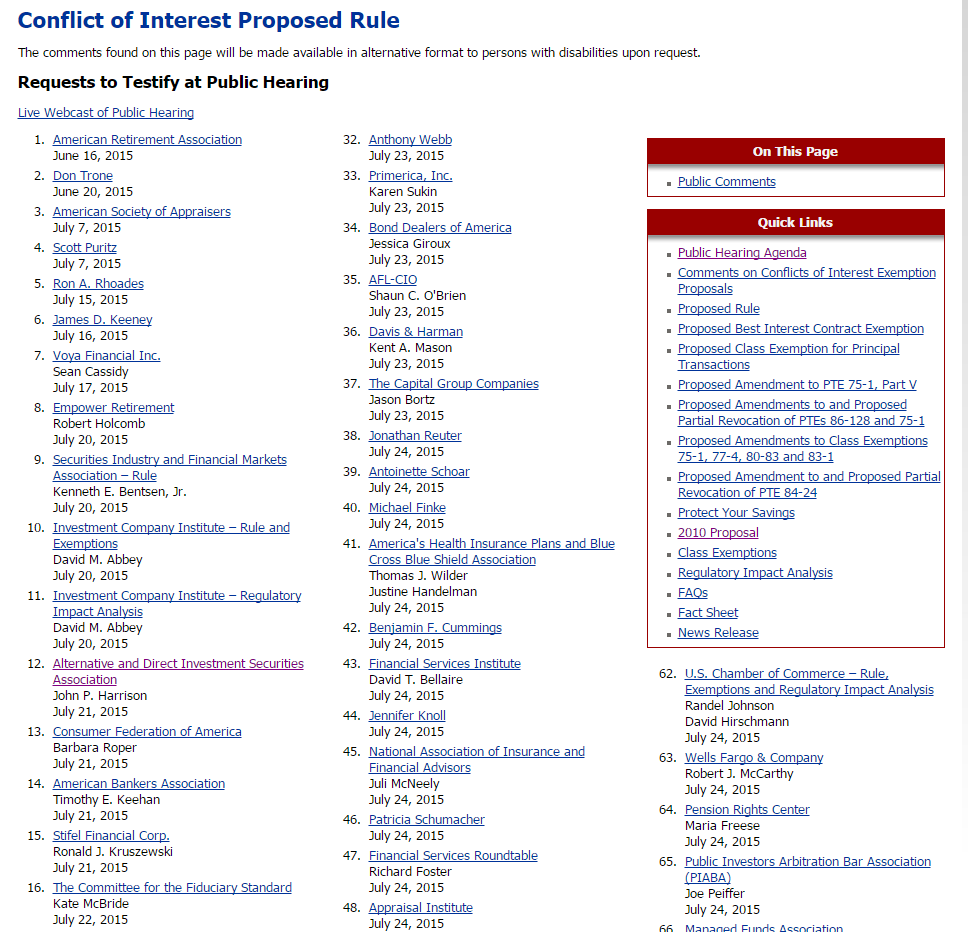 Conflict of Interest Proposed Rule
The comments found on this page will be made available in alternative format to persons with disabilities upon request.
Requests to Testify at Public Hearing
Live Webcast of Public Hearing
1. American Retirement Association
June 16, 2015
2. Don Trone
June 20, 2015
3. American Society of Appraisers
July 7, 2015
4. Scott Puritz
July 7, 2015
5. Ron A. Rhoades
July 15, 2015
6. James D. Keeney
July 16, 2015
7. Voya Financial Inc.
Sean Cassidy
July 17, 2015
8. Empower Retirement
Robert Holcomb
July 20, 2015
9. Securities Industry and Financial Markets
Association – Rule
Kenneth E. Bentsen, Jr.
July 20, 2015
10. Investment Company Institute – Rule and
Exemptions
David M. Abbey
July 20, 2015
11. Investment Company Institute – Regulatory
Impact Analysis
David M. Abbey
July 20, 2015
12. Alternative and Direct Investment Securities
Association
John P. Harrison
July 21, 2015
13. Consumer Federation of America
Barbara Roper
July 21, 2015
14. American Bankers Association
Timothy E. Keehan
July 21, 2015
15. Stifel Financial Corp.
Ronald J. Kruszewski
July 21, 2015
16. The Committee for the Fiduciary Standard
Kate McBride
July 22, 2015
32. Anthony Webb
July 23, 2015
33. Primerica, Inc.
Karen Sukin
July 23, 2015
34. Bond Dealers of America
Jessica Giroux
July 23, 2015
35. AFL-CIO
Shaun C. O'Brien
July 23, 2015
36. Davis & Harman
Kent A. Mason
July 23, 2015
37. The Capital Group Companies
Jason Bortz
July 23, 2015
38. Jonathan Reuter
July 24, 2015
39. Antoinette Schoar
July 24, 2015
40. Michael Finke
July 24, 2015
41. America's Health Insurance Plans and Blue
Cross Blue Shield Association
Thomas J. Wilder
Justine Handelman
July 24, 2015
42. Benjamin F. Cummings
July 24, 2015
43. Financial Services Institute
David T. Bellaire
July 24, 2015
44. Jennifer Knoll
July 24, 2015
45. National Association of Insurance and
Financial Advisors
Juli McNeely
July 24, 2015
46. Patricia Schumacher
July 24, 2015
47. Financial Services Roundtable
Richard Foster
July 24, 2015
48. Appraisal Institute
July 24, 2015
On This Page
Public Comments
Quick Links
Public Hearing Agenda
Comments on Conflicts of Interest Exemption
Proposals
Proposed Rule
Proposed Best Interest Contract Exemption
Proposed Class Exemption for Principal
Transactions
Proposed Amendment to PTE 75-1, Part V
Proposed Amendments to and Proposed
Partial Revocation of PTEs 86-128 and 75-1
Proposed Amendments to Class Exemptions
75-1, 77-4, 80-83 and 83-1
Proposed Amendment to and Proposed Partial
Revocation of PTE 84-24
Protect Your Savings
2010 Proposal
Class Exemptions
Regulatory Impact Analysis
FAQs
Fact Sheet
News Release
62. U.S. Chamber of Commerce – Rule,
Exemptions and Regulatory Impact Analysis
Randel Johnson
David Hirschmann
July 24, 2015
63. Wells Fargo & Company
Robert J. McCarthy
July 24, 2015
64. Pension Rights Center
Maria Freese
July 24, 2015
65. Public Investors Arbitration Bar Association
(PIABA)
Joe Peiffer
July 24, 2015
66. Managed Funds Association